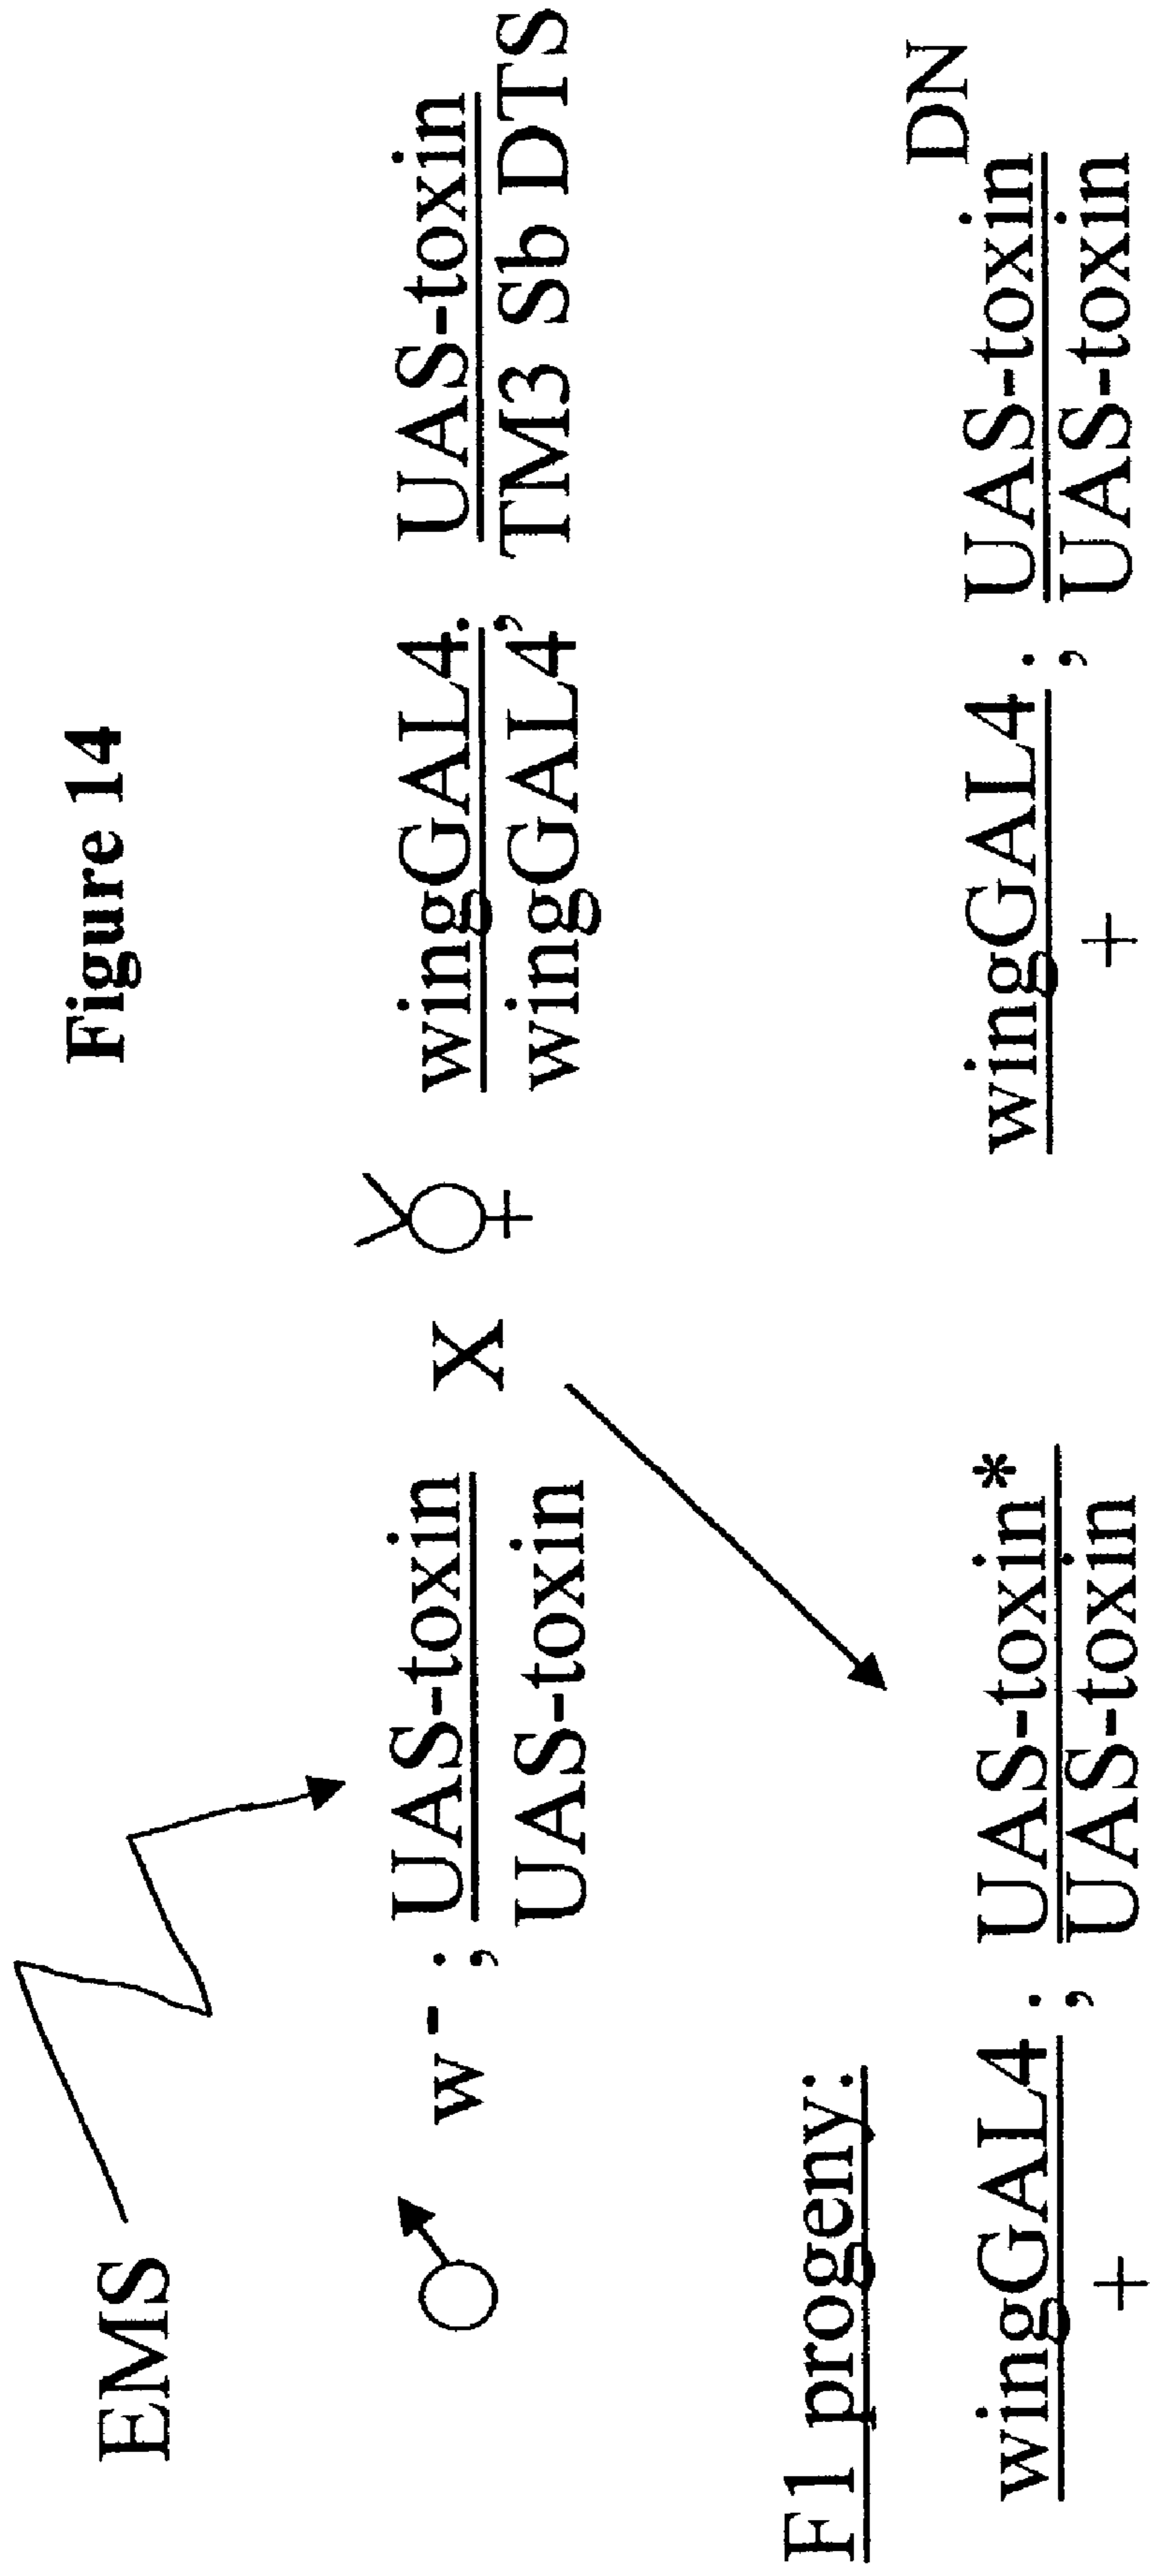 Figure 14
EMS
w - ; UAS-toxin X wingGAL4 ; UAS-toxin
UAS-toxin wingGAL4 TM3 Sb DTS
F1 progeny:
DN
wingGAL4 ; UAS-toxin* wingGAL4 ; UAS-toxin
+ UAS-toxin + UAS-toxin